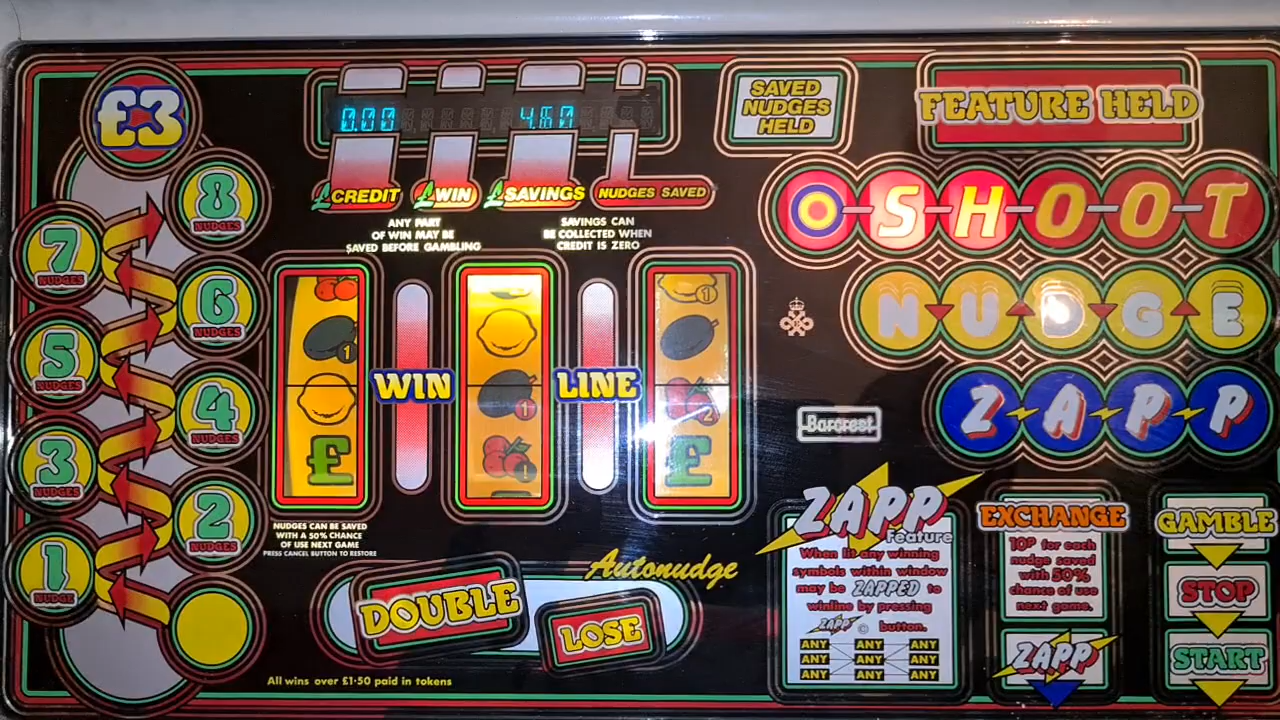 £3
SAVED
NUDGES
HELD
FEATURE HELD
0.00 4.60
£CREDIT £WIN £SAVINGS NUDGES SAVED
ANY PART
OF WIN MAY BE
SAVED BEFORE GAMBLING
SAVINGS CAN
BE COLLECTED WHEN
CREDIT IS ZERO
SHOOT
NUDGE
ZAPP
8
NUDGES
7
NUDGES
6
NUDGES
5
NUDGES
4
NUDGES
3
NUDGES
2
NUDGES
1
NUDGE
1
1
1
1
2
£
£
WIN LINE
Barcrest
NUDGES CAN BE SAVED
WITH A 50% CHANCE
OF USE NEXT GAME
PRESS CANCEL BUTTON TO RESTORE
Autonudge
DOUBLE
LOSE
All wins over £1·50 paid in tokens
ZAPP
Feature
When lit any winning
symbols within window
may be ZAPPED to
winline by pressing
ZAPP © button.
ANY ANY ANY
ANY ANY ANY
ANY ANY ANY
EXCHANGE
10P for each
nudge saved
with 50%
chance of use
next game.
ZAPP
GAMBLE
STOP
START